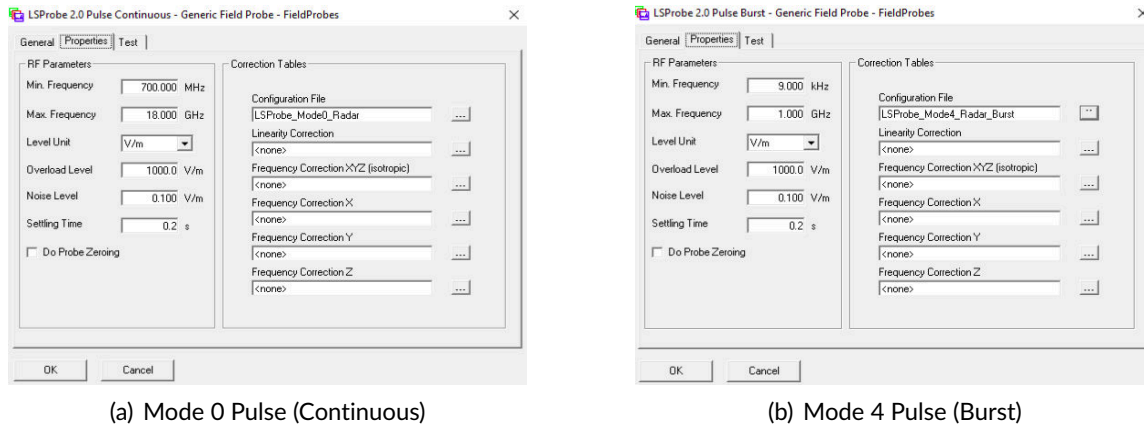 LSProbe 2.0 Pulse Continuous - Generic Field Probe - FieldProbes
General Properties Test
RF Parameters
Min. Frequency 700.000 MHz
Max. Frequency 18.000 GHz
Level Unit V/m
Overload Level 1000.0 V/m
Noise Level 0.100 V/m
Settling Time 0.2 s
Do Probe Zeroing
Correction Tables
Configuration File
LSProbe_Mode0_Radar ...
Linearity Correction
<none> ...
Frequency Correction XYZ (isotropic)
<none> ...
Frequency Correction X
<none> ...
Frequency Correction Y
<none> ...
Frequency Correction Z
<none> ...
OK Cancel
(a) Mode 0 Pulse (Continuous)
LSProbe 2.0 Pulse Burst - Generic Field Probe - FieldProbes
General Properties Test
RF Parameters
Min. Frequency 9.000 kHz
Max. Frequency 1.000 GHz
Level Unit V/m
Overload Level 1000.0 V/m
Noise Level 0.100 V/m
Settling Time 0.2 s
Do Probe Zeroing
Correction Tables
Configuration File
LSProbe_Mode4_Radar_Burst ...
Linearity Correction
<none> ...
Frequency Correction XYZ (isotropic)
<none> ...
Frequency Correction X
<none> ...
Frequency Correction Y
<none> ...
Frequency Correction Z
<none> ...
OK Cancel
(b) Mode 4 Pulse (Burst)